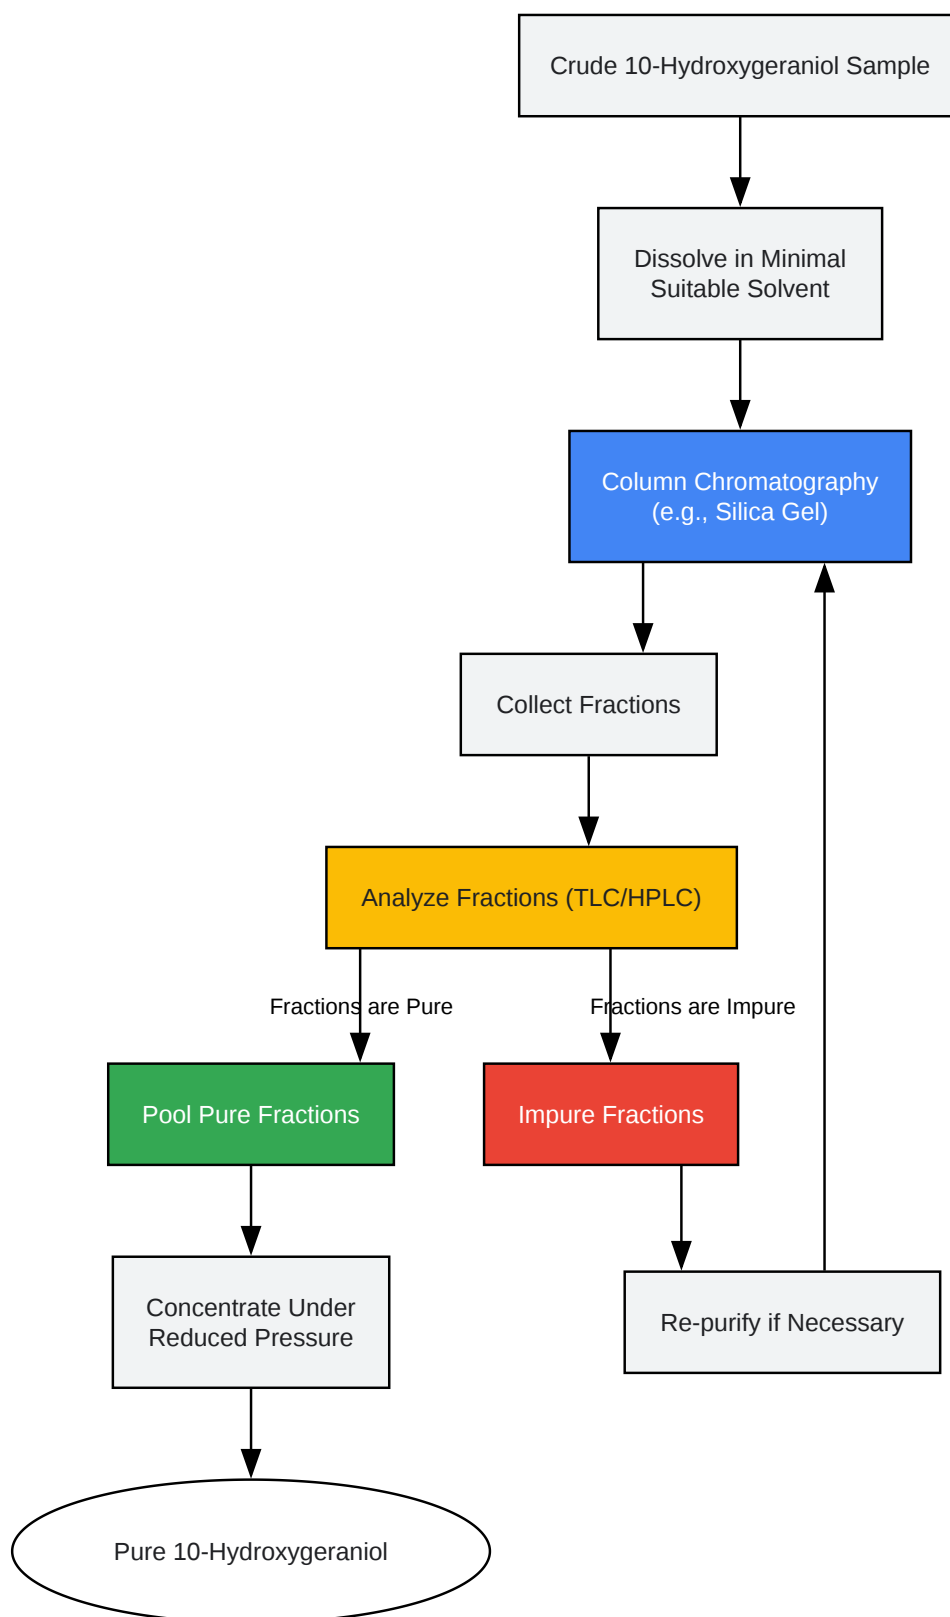 Crude 10-Hydroxygeraniol Sample
Dissolve in Minimal
Suitable Solvent
Column Chromatography
(e.g., Silica Gel)
Collect Fractions
Analyze Fractions (TLC/HPLC)
Fractions are Pure
Fractions are Impure
Pool Pure Fractions
Impure Fractions
Concentrate Under
Reduced Pressure
Re-purify if Necessary
Pure 10-Hydroxygeraniol